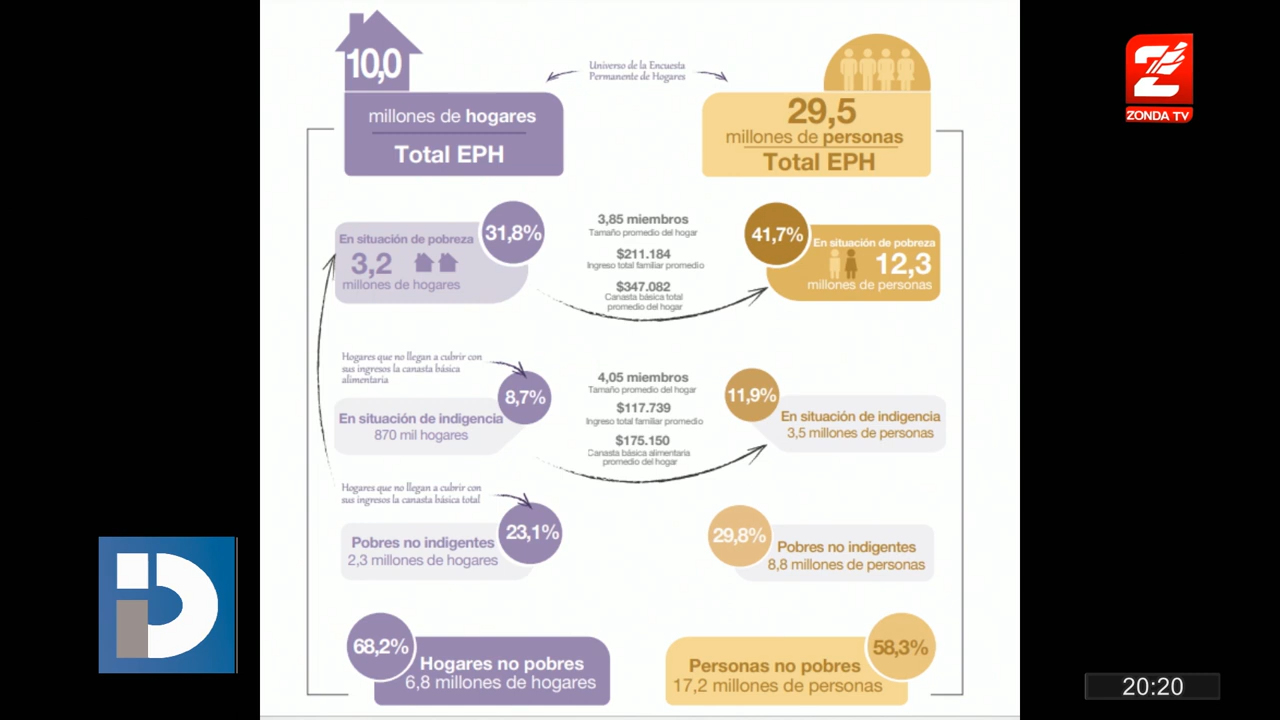 10,0
millones de hogares
Total EPH
Universo de la Encuesta
Permanente de Hogares
29,5
millones de personas
Total EPH
ZONDA TV
31,8%
En situación de pobreza
3,2
millones de hogares
3,85 miembros
Tamaño promedio del hogar
$211.184
Ingreso total familiar promedio
$347.082
Canasta básica total
promedio del hogar
41,7%
En situación de pobreza
12,3
millones de personas
Hogares que no llegan a cubrir con
sus ingresos la canasta básica
alimentaria
8,7%
En situación de indigencia
870 mil hogares
4,05 miembros
Tamaño promedio del hogar
$117.739
Ingreso total familiar promedio
$175.150
Canasta básica alimentaria
promedio del hogar
11,9%
En situación de indigencia
3,5 millones de personas
Hogares que no llegan a cubrir con
sus ingresos la canasta básica total
23,1%
Pobres no indigentes
2,3 millones de hogares
29,8%
Pobres no indigentes
8,8 millones de personas
68,2%
Hogares no pobres
6,8 millones de hogares
58,3%
Personas no pobres
17,2 millones de personas
iD
20:20